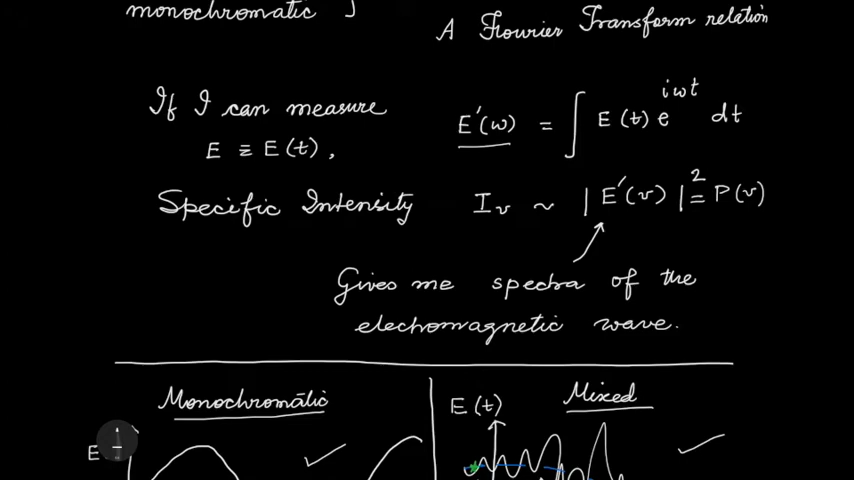 monochromatic ]
A Fourier Transform relation
If I can measure
E ≡ E(t),
E'(ω) = ∫ E(t) e^{iωt} dt
Specific Intensity I_ν ~ |E'(ν)|^2 = P(ν)
Gives me spectra of the
electromagnetic wave.
Monochromatic
E
Mixed
E(t)